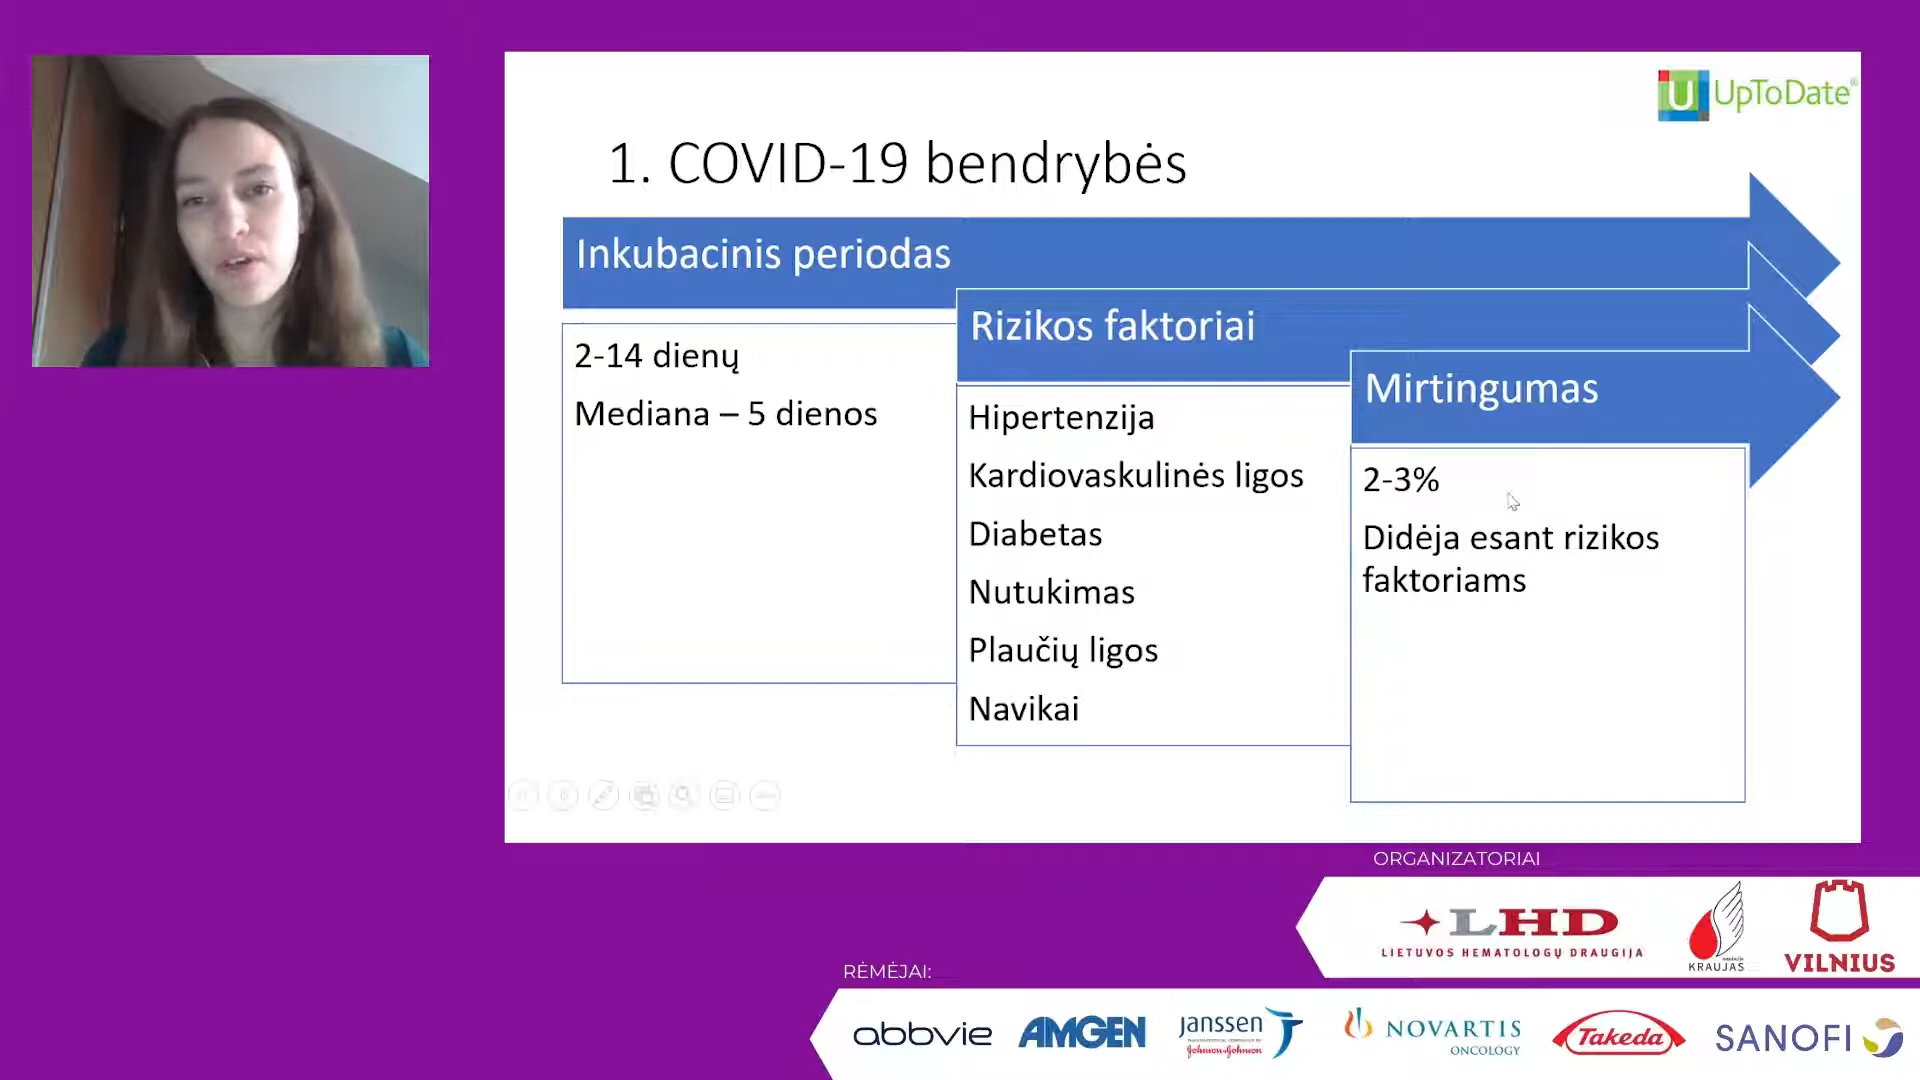 UpToDate®
1. COVID-19 bendrybės
Inkubacinis periodas
2-14 dienų
Mediana – 5 dienos
Rizikos faktoriai
Hipertenzija
Kardiovaskulinės ligos
Diabetas
Nutukimas
Plaučių ligos
Navikai
Mirtingumas
2-3%
Didėja esant rizikos
faktoriams
ORGANIZATORIAI
LHD
LIETUVOS HEMATOLOGŲ DRAUGIJA
KRAUJAS
VILNIUS
RĖMĖJAI:
abbvie
AMGEN
janssen
Johnson&Johnson
NOVARTIS
ONCOLOGY
Takeda
SANOFI